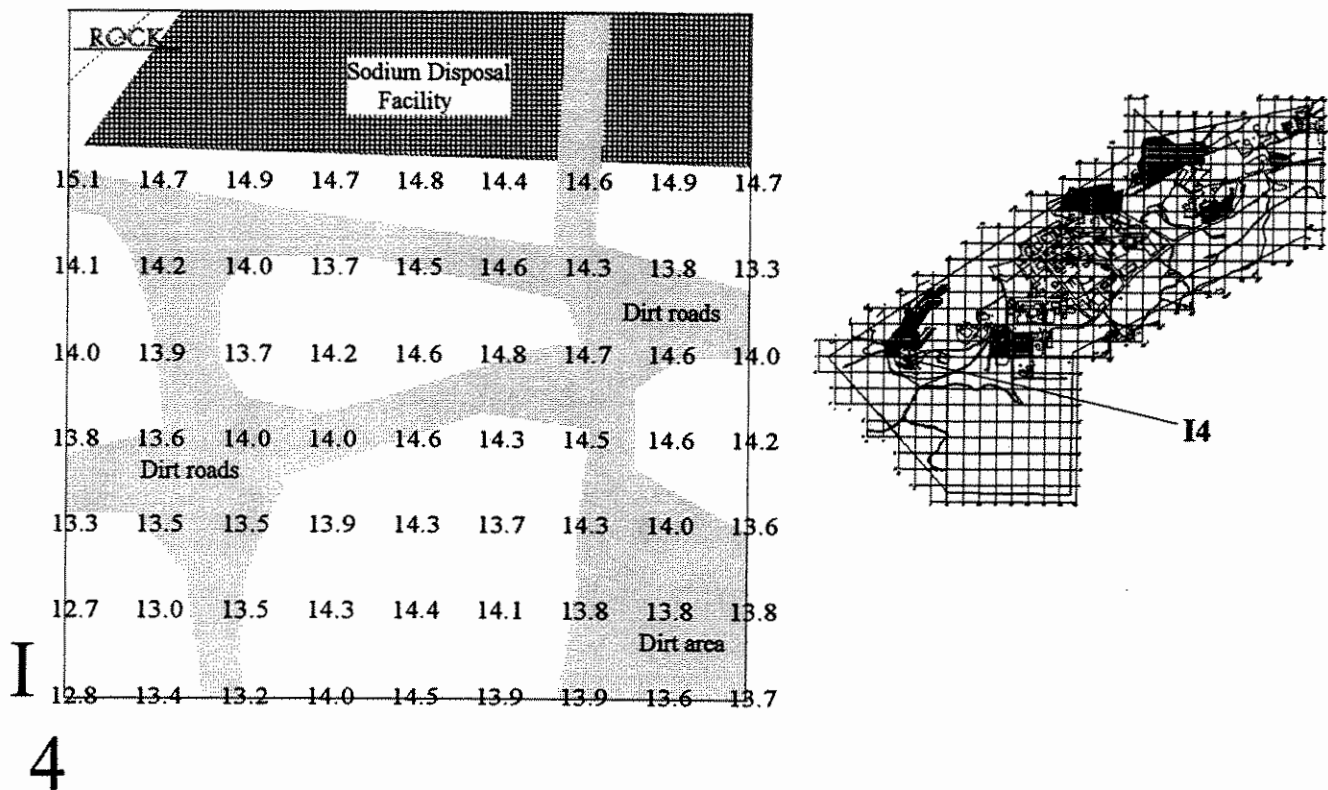 ROCK
Sodium Disposal
Facility
15.1 14.7 14.9 14.7 14.8 14.4 14.6 14.9 14.7
14.1 14.2 14.0 13.7 14.5 14.6 14.3 13.8 13.3
Dirt roads
14.0 13.9 13.7 14.2 14.6 14.8 14.7 14.6 14.0
13.8 13.6 14.0 14.0 14.6 14.3 14.5 14.6 14.2
Dirt roads
13.3 13.5 13.5 13.9 14.3 13.7 14.3 14.0 13.6
12.7 13.0 13.5 14.3 14.4 14.1 13.8 13.8 13.8
Dirt area
I
12.8 13.4 13.2 14.0 14.5 13.9 13.9 13.6 13.7
4
I4